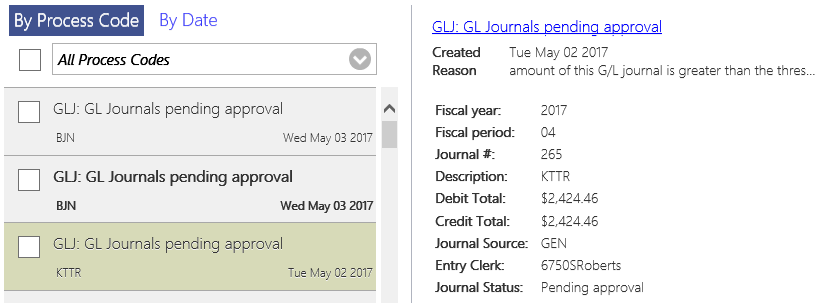 By Process Code By Date
All Process Codes
GLJ: GL Journals pending approval
BJN Wed May 03 2017
GLJ: GL Journals pending approval
BJN Wed May 03 2017
GLJ: GL Journals pending approval
KTTR Tue May 02 2017
GLJ: GL Journals pending approval
Created Tue May 02 2017
Reason amount of this G/L journal is greater than the thres...
Fiscal year: 2017
Fiscal period: 04
Journal #: 265
Description: KTTR
Debit Total: $2,424.46
Credit Total: $2,424.46
Journal Source: GEN
Entry Clerk: 6750SRoberts
Journal Status: Pending approval